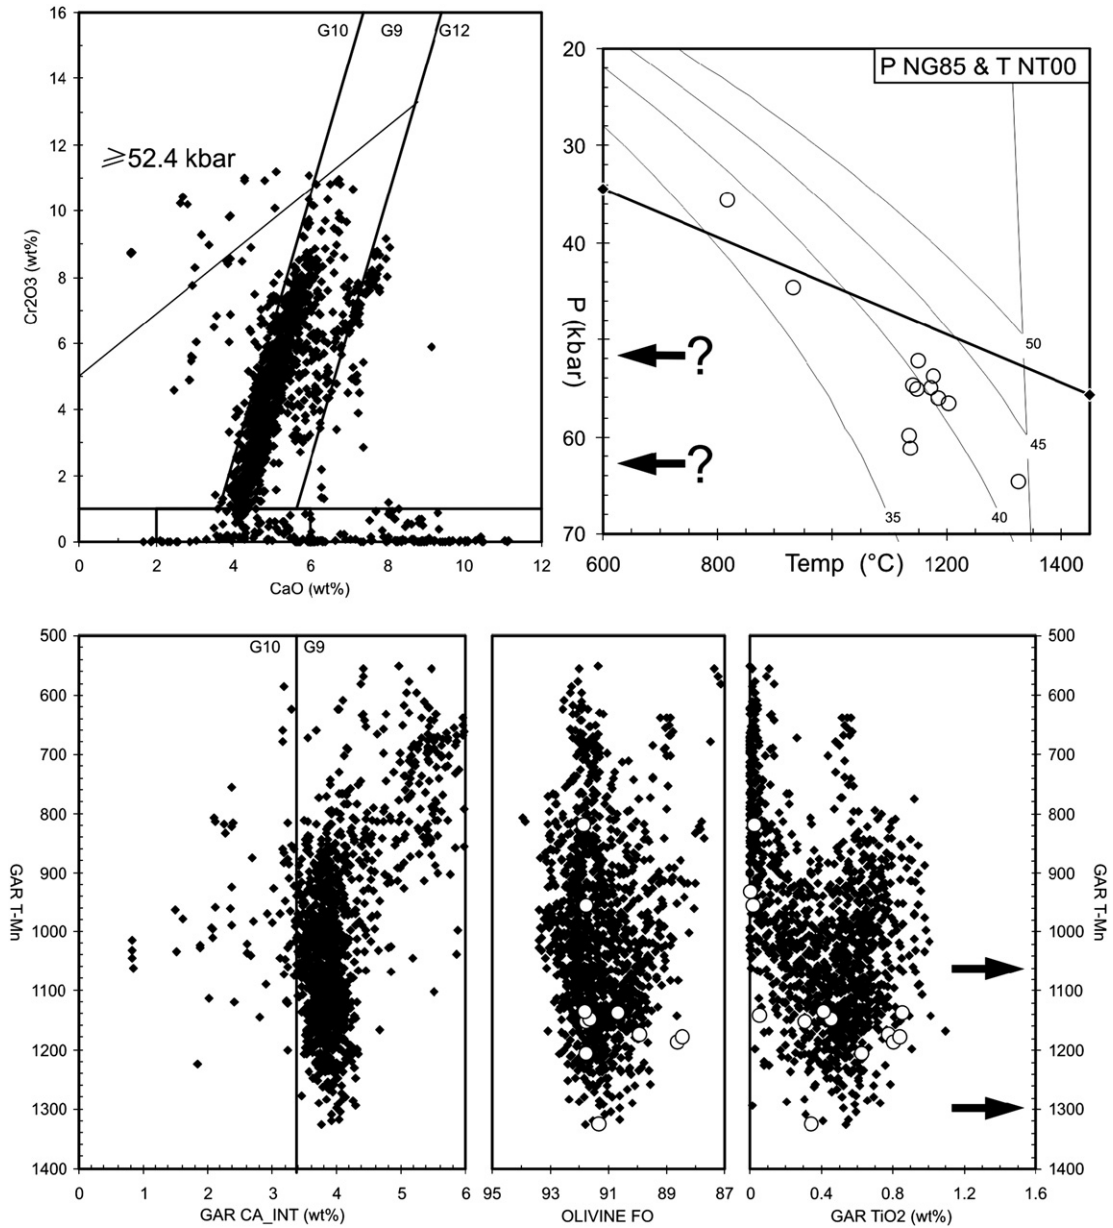 G10 G9 G12
≥52.4 kbar
16
14
12
10
8
6
4
2
0
Cr2O3 (wt%)
0 2 4 6 8 10 12
CaO (wt%)
P NG85 & T NT00
20
30
40
60
70
P (kbar)
?
?
50
45
40
35
600 800 1200 1400
Temp (°C)
G10 G9
500
600
700
800
900
1000
1100
1200
1300
1400
GAR T-Mn
0 1 2 3 4 5 6
GAR CA_INT (wt%)
95 93 91 89 87
OLIVINE FO
500
600
700
800
900
1000
1100
1200
1300
1400
GAR T-Mn
0 0.4 0.8 1.2 1.6
GAR TiO2 (wt%)